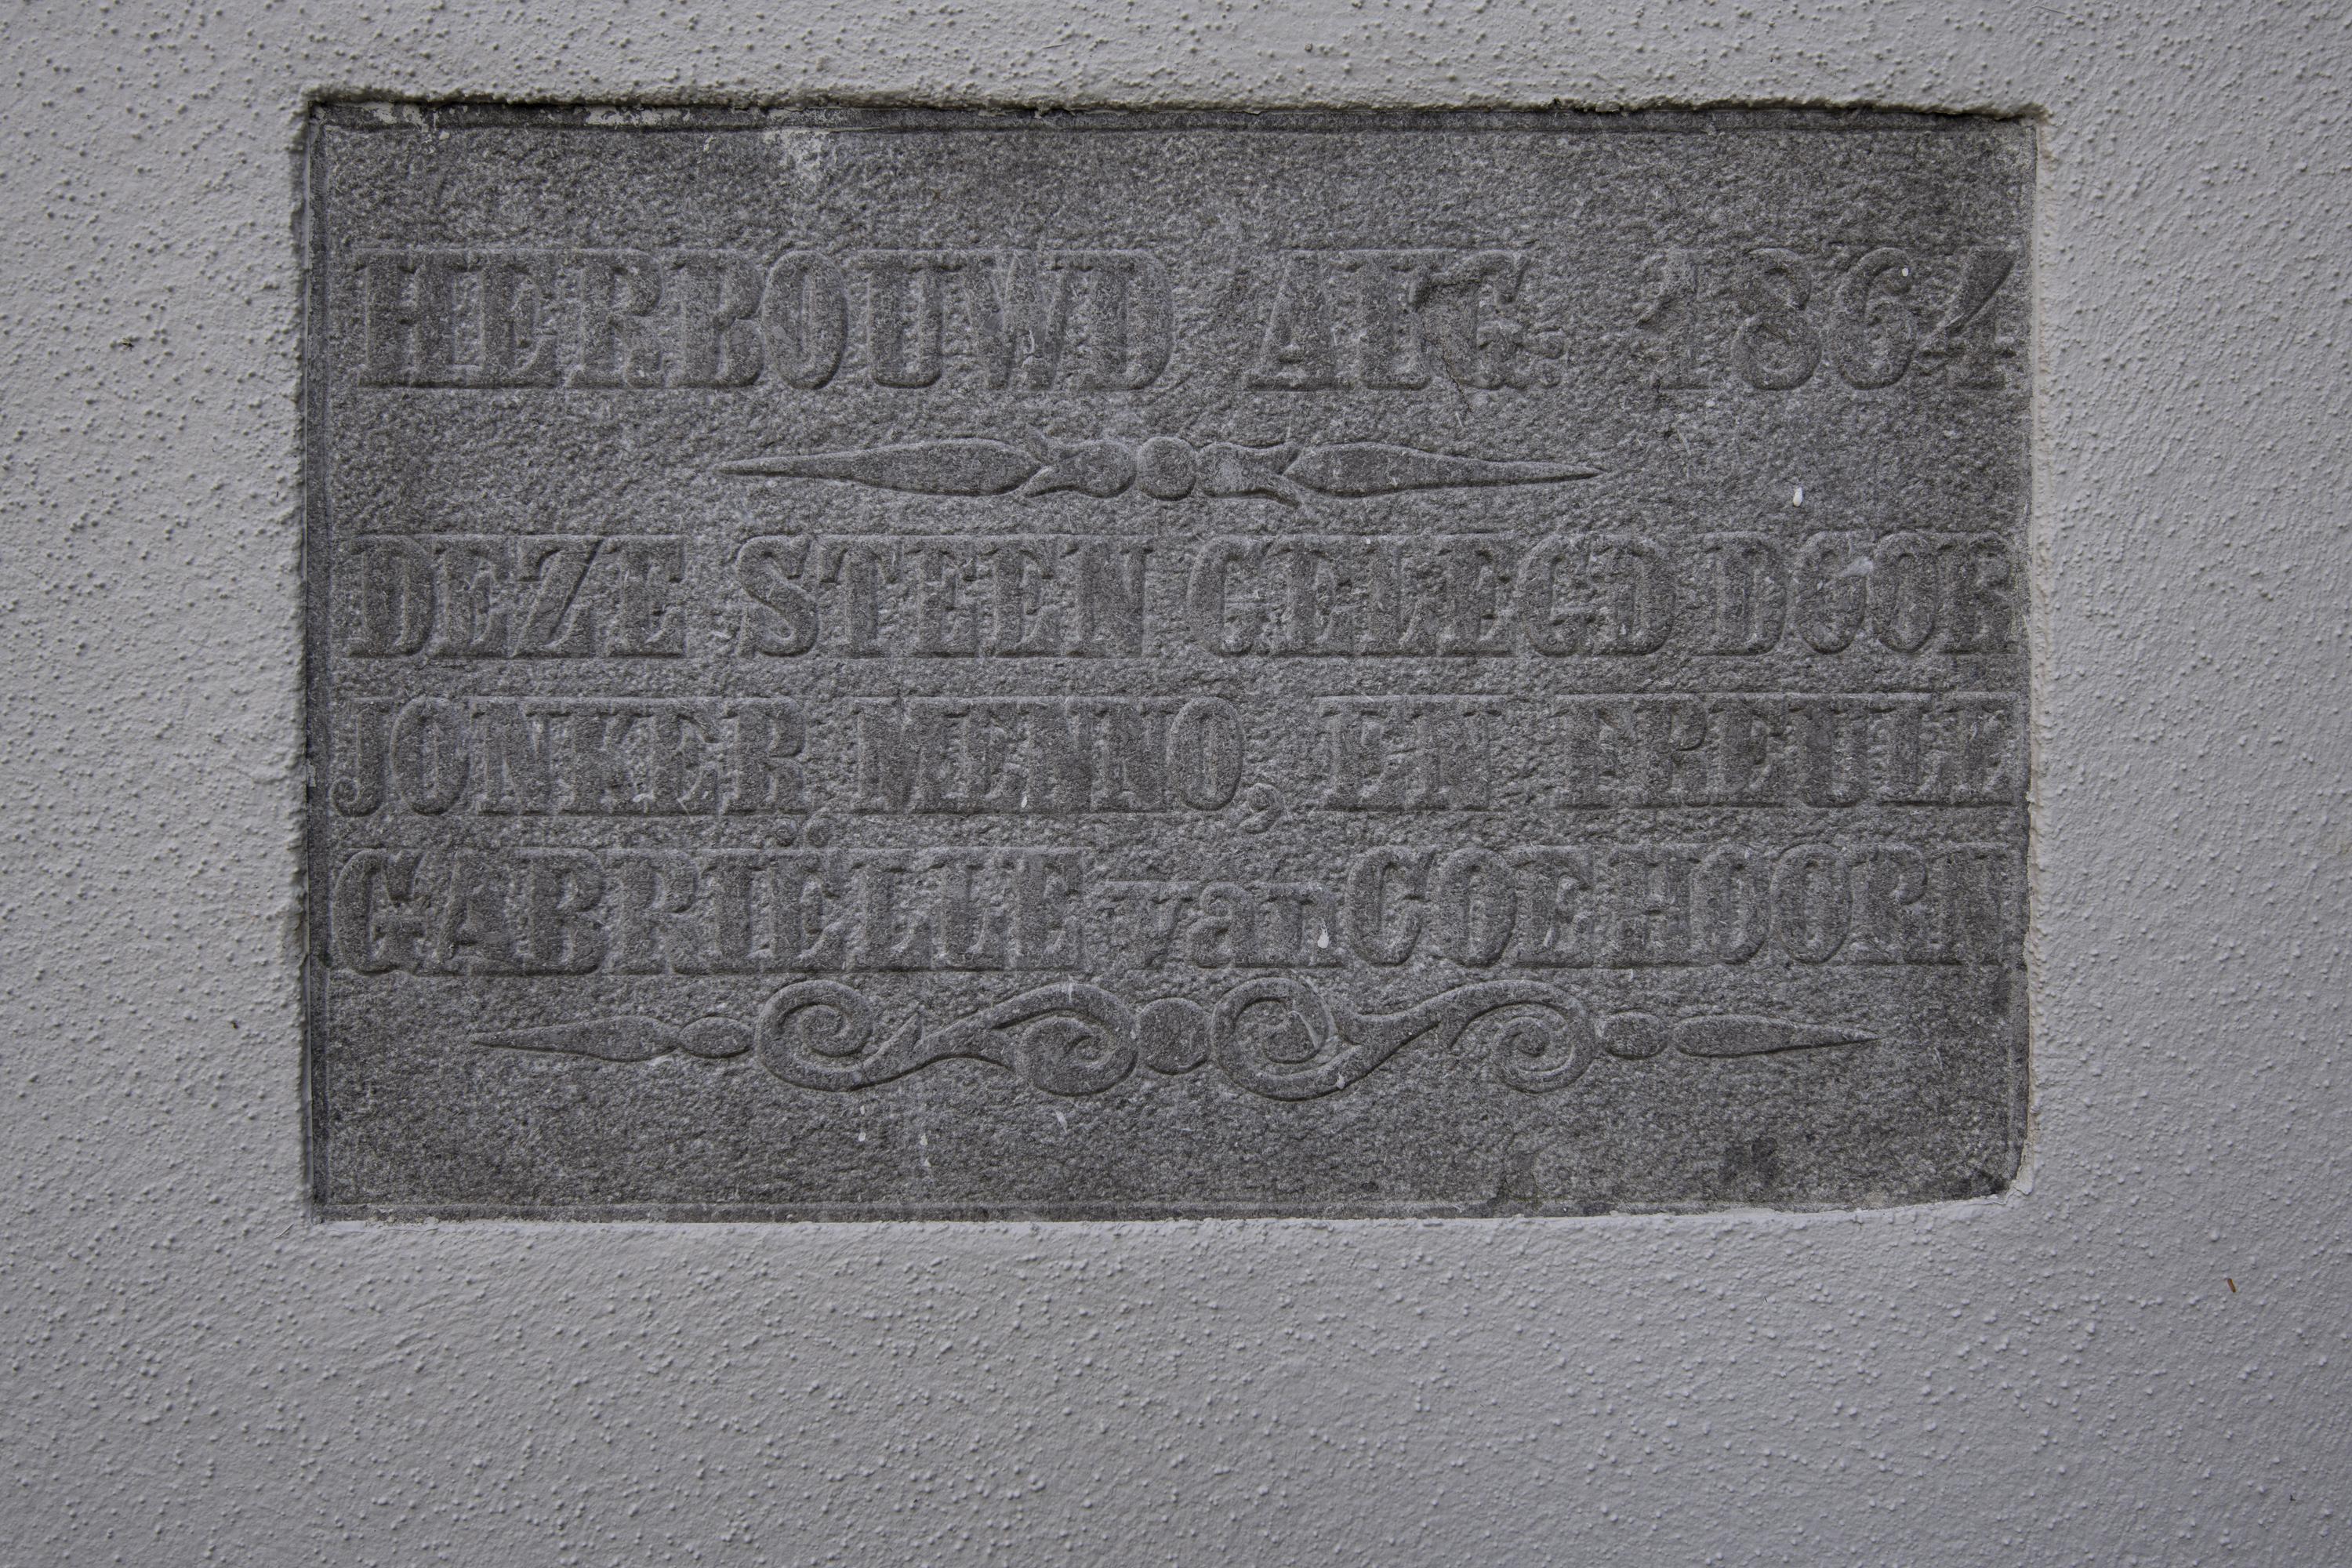 HERBOUWD AUG. 1864
DEZE STEEN GELEGD DOOR
JONKER MENNO, EN FREULE
GABRIËLLE van COEHOORN